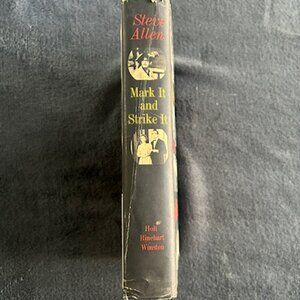 Steve
Allen
Mark It
and
Strike It
Holt
Rinehart
Winston